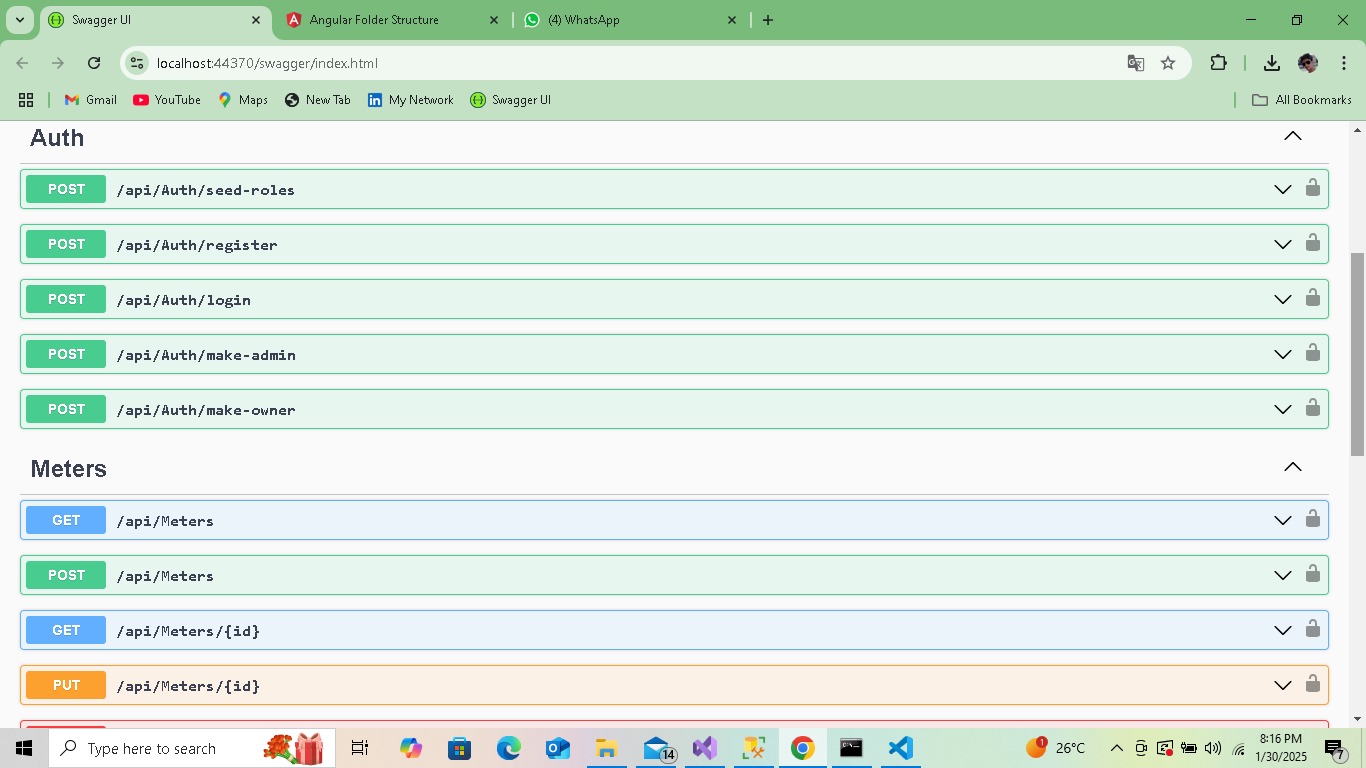 Swagger UI
Angular Folder Structure
(4) WhatsApp
localhost:44370/swagger/index.html
Gmail
YouTube
Maps
New Tab
My Network
Swagger UI
All Bookmarks
Auth
POST /api/Auth/seed-roles
POST /api/Auth/register
POST /api/Auth/login
POST /api/Auth/make-admin
POST /api/Auth/make-owner
Meters
GET /api/Meters
POST /api/Meters
GET /api/Meters/{id}
PUT /api/Meters/{id}
Type here to search
14
1
26°C
8:16 PM
1/30/2025
7